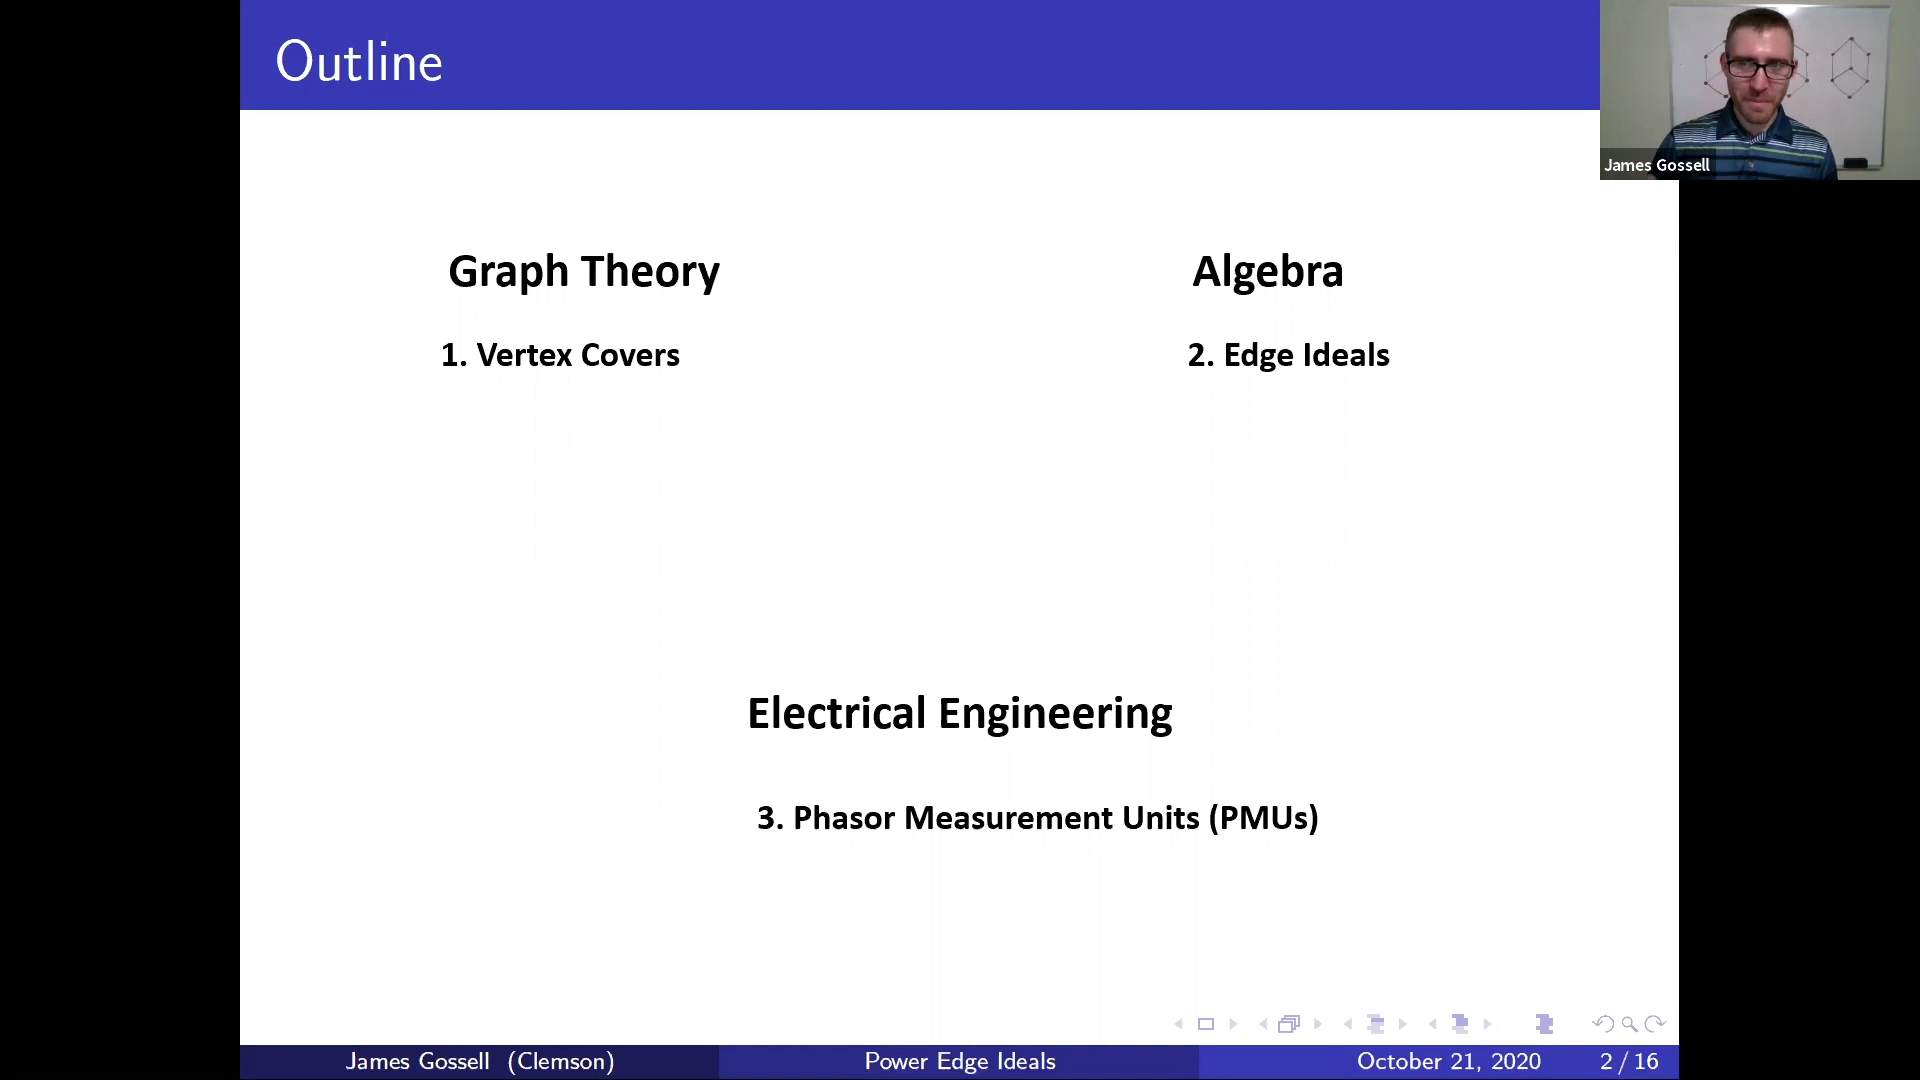 Outline
James Gossell
Graph Theory
Algebra
1. Vertex Covers
2. Edge Ideals
Electrical Engineering
3. Phasor Measurement Units (PMUs)
James Gossell (Clemson)
Power Edge Ideals
October 21, 2020
2 / 16